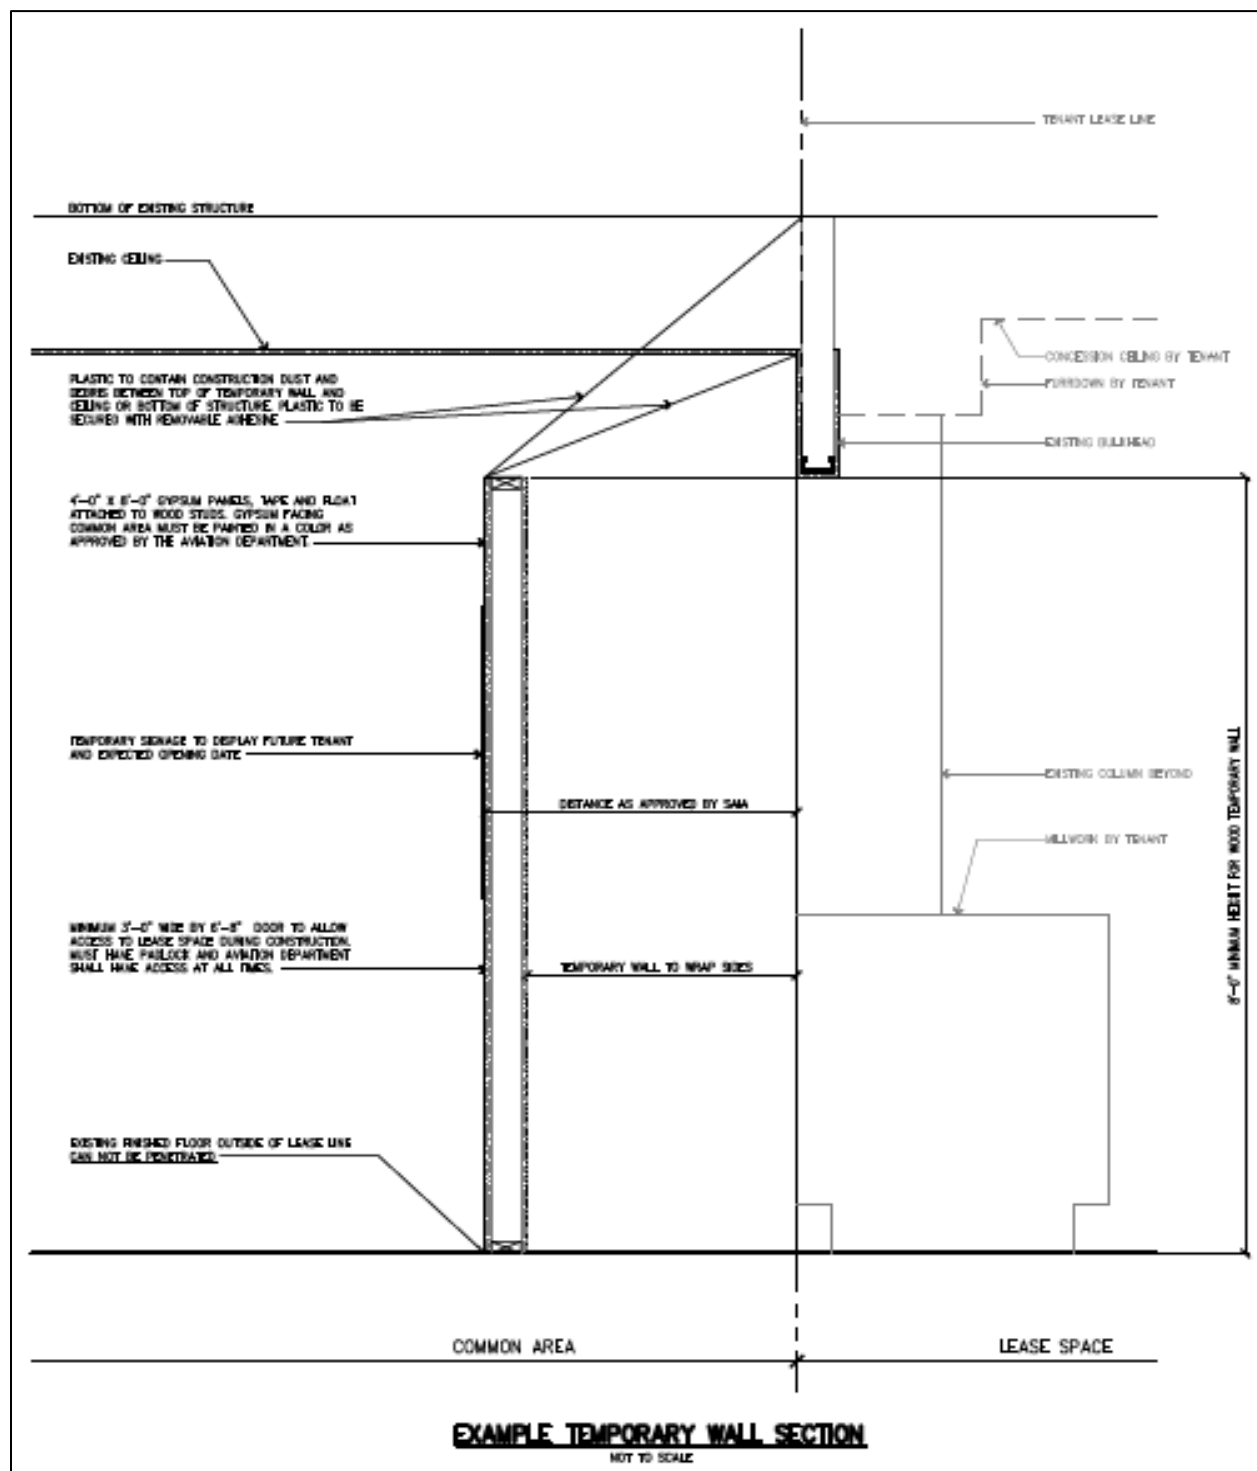 TENANT LEASE LINE
BOTTOM OF EXISTING STRUCTURE
EXISTING CEILING
CONCESSION CEILING BY TENANT
FURRDOWN BY TENANT
EXISTING BULKHEAD
PLASTIC TO CONTAIN CONSTRUCTION DUST AND
DEBRIS BETWEEN TOP OF TEMPORARY WALL AND
CEILING OR BOTTOM OF STRUCTURE. PLASTIC TO BE
SECURED WITH REMOVABLE ADHESIVE
4'-0" X 8'-0" GYPSUM PANELS, TAPE AND FLOAT
ATTACHED TO WOOD STUDS. GYPSUM FACING
COMMON AREA MUST BE PAINTED IN A COLOR AS
APPROVED BY THE AVIATION DEPARTMENT.
TEMPORARY SIGNAGE TO DISPLAY FUTURE TENANT
AND EXPECTED OPENING DATE
EXISTING COLUMN BEYOND
DISTANCE AS APPROVED BY SAIA
MILLWORK BY TENANT
8'-0" MINIMUM HEIGHT FOR WOOD TEMPORARY WALL
MINIMUM 3'-0" WIDE BY 6'-8" DOOR TO ALLOW
ACCESS TO LEASE SPACE DURING CONSTRUCTION.
MUST HAVE PADLOCK AND AVIATION DEPARTMENT
SHALL HAVE ACCESS AT ALL TIMES.
TEMPORARY WALL TO WRAP SIDES
EXISTING FINISHED FLOOR OUTSIDE OF LEASE LINE
CAN NOT BE PENETRATED
COMMON AREA
LEASE SPACE
EXAMPLE TEMPORARY WALL SECTION
NOT TO SCALE